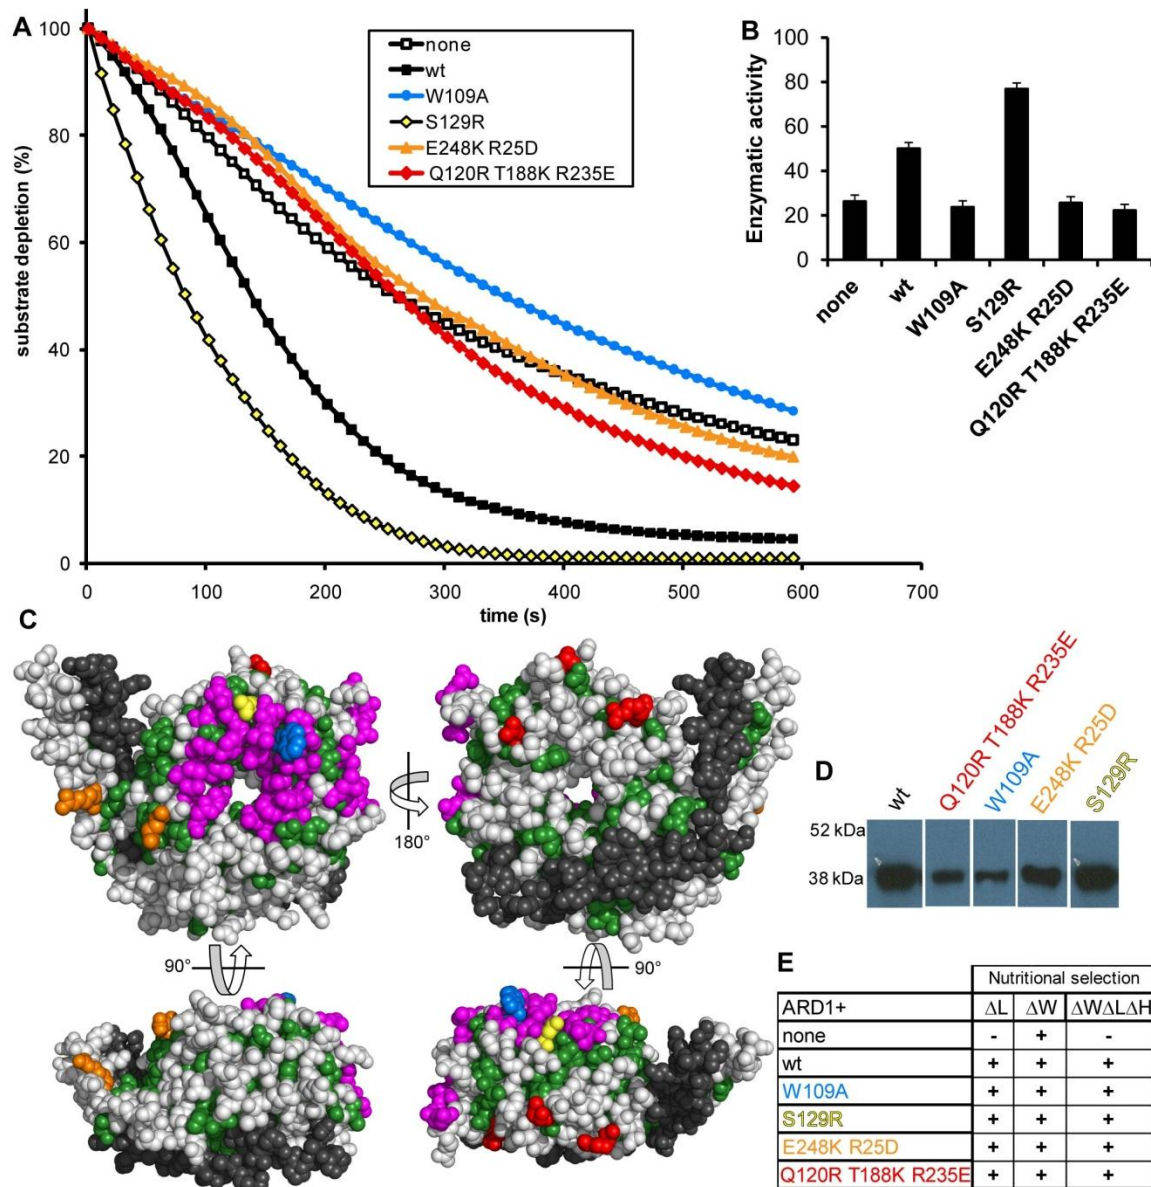 A
100
80
60
40
20
0
substrate depletion (%)
0 100 200 300 400 500 600 700
time (s)
none
wt
W109A
S129R
E248K R25D
Q120R T188K R235E
B
100
80
60
40
20
0
Enzymatic activity
none
wt
W109A
S129R
E248K R25D
Q120R T188K R235E
C
180°
90°
90°
D
wt
Q120R T188K R235E
W109A
E248K R25D
S129R
52 kDa
38 kDa
E
Nutritional selection
ARD1+ ΔL ΔW ΔWΔLΔH
none - + -
wt + + +
W109A + + +
S129R + + +
E248K R25D + + +
Q120R T188K R235E + + +